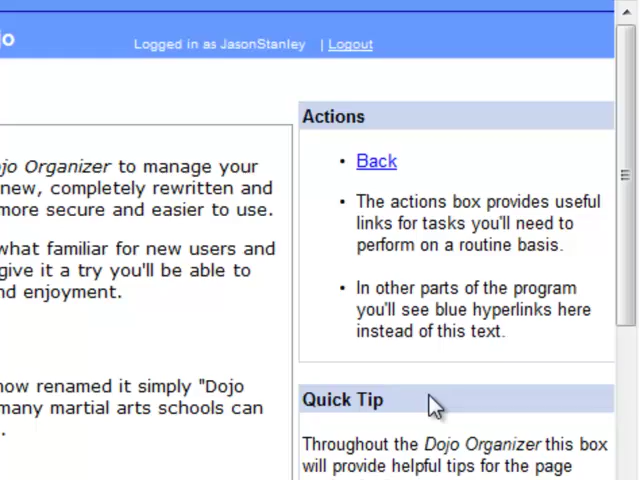 jo
Logged in as JasonStanley | Logout
Actions
• Back
• The actions box provides useful
links for tasks you'll need to
perform on a routine basis.
• In other parts of the program
you'll see blue hyperlinks here
instead of this text.
Quick Tip
Throughout the Dojo Organizer this box
will provide helpful tips for the page
ojo Organizer to manage your
new, completely rewritten and
more secure and easier to use.
what familiar for new users and
give it a try you'll be able to
nd enjoyment.
now renamed it simply "Dojo
many martial arts schools can
.